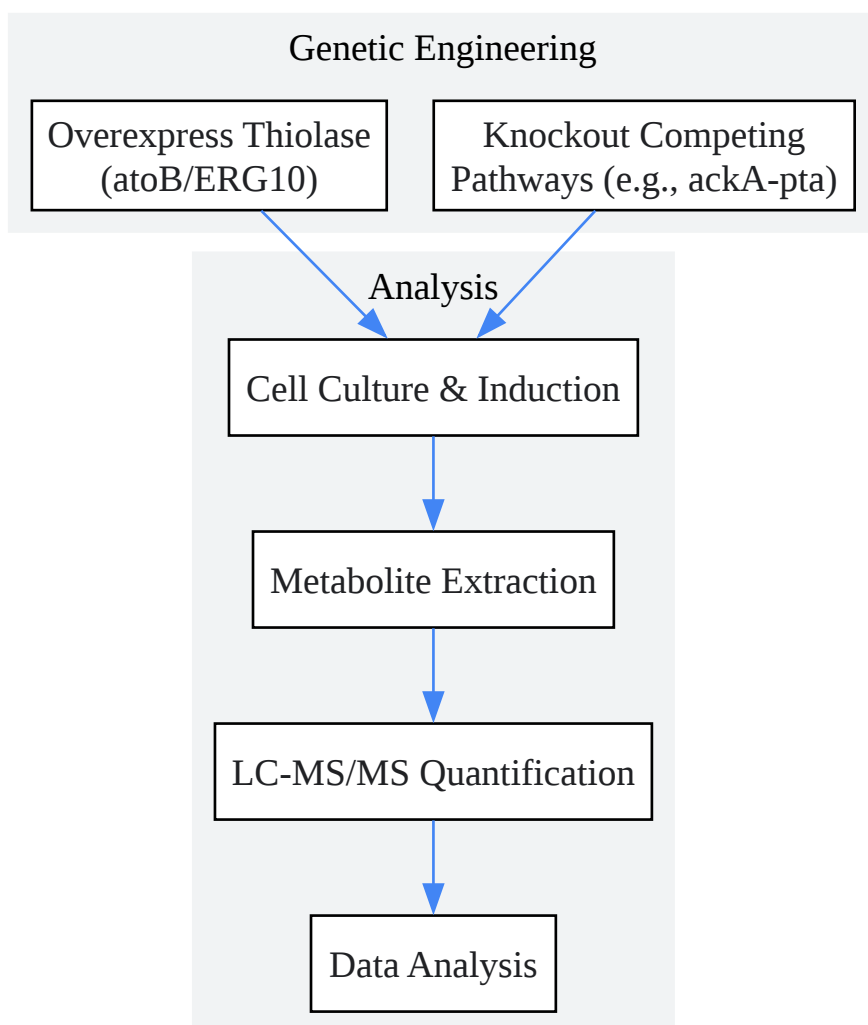 Genetic Engineering
Overexpress Thiolase
(atoB/ERG10)
Knockout Competing
Pathways (e.g., ackA-pta)
Analysis
Cell Culture & Induction
Metabolite Extraction
LC-MS/MS Quantification
Data Analysis